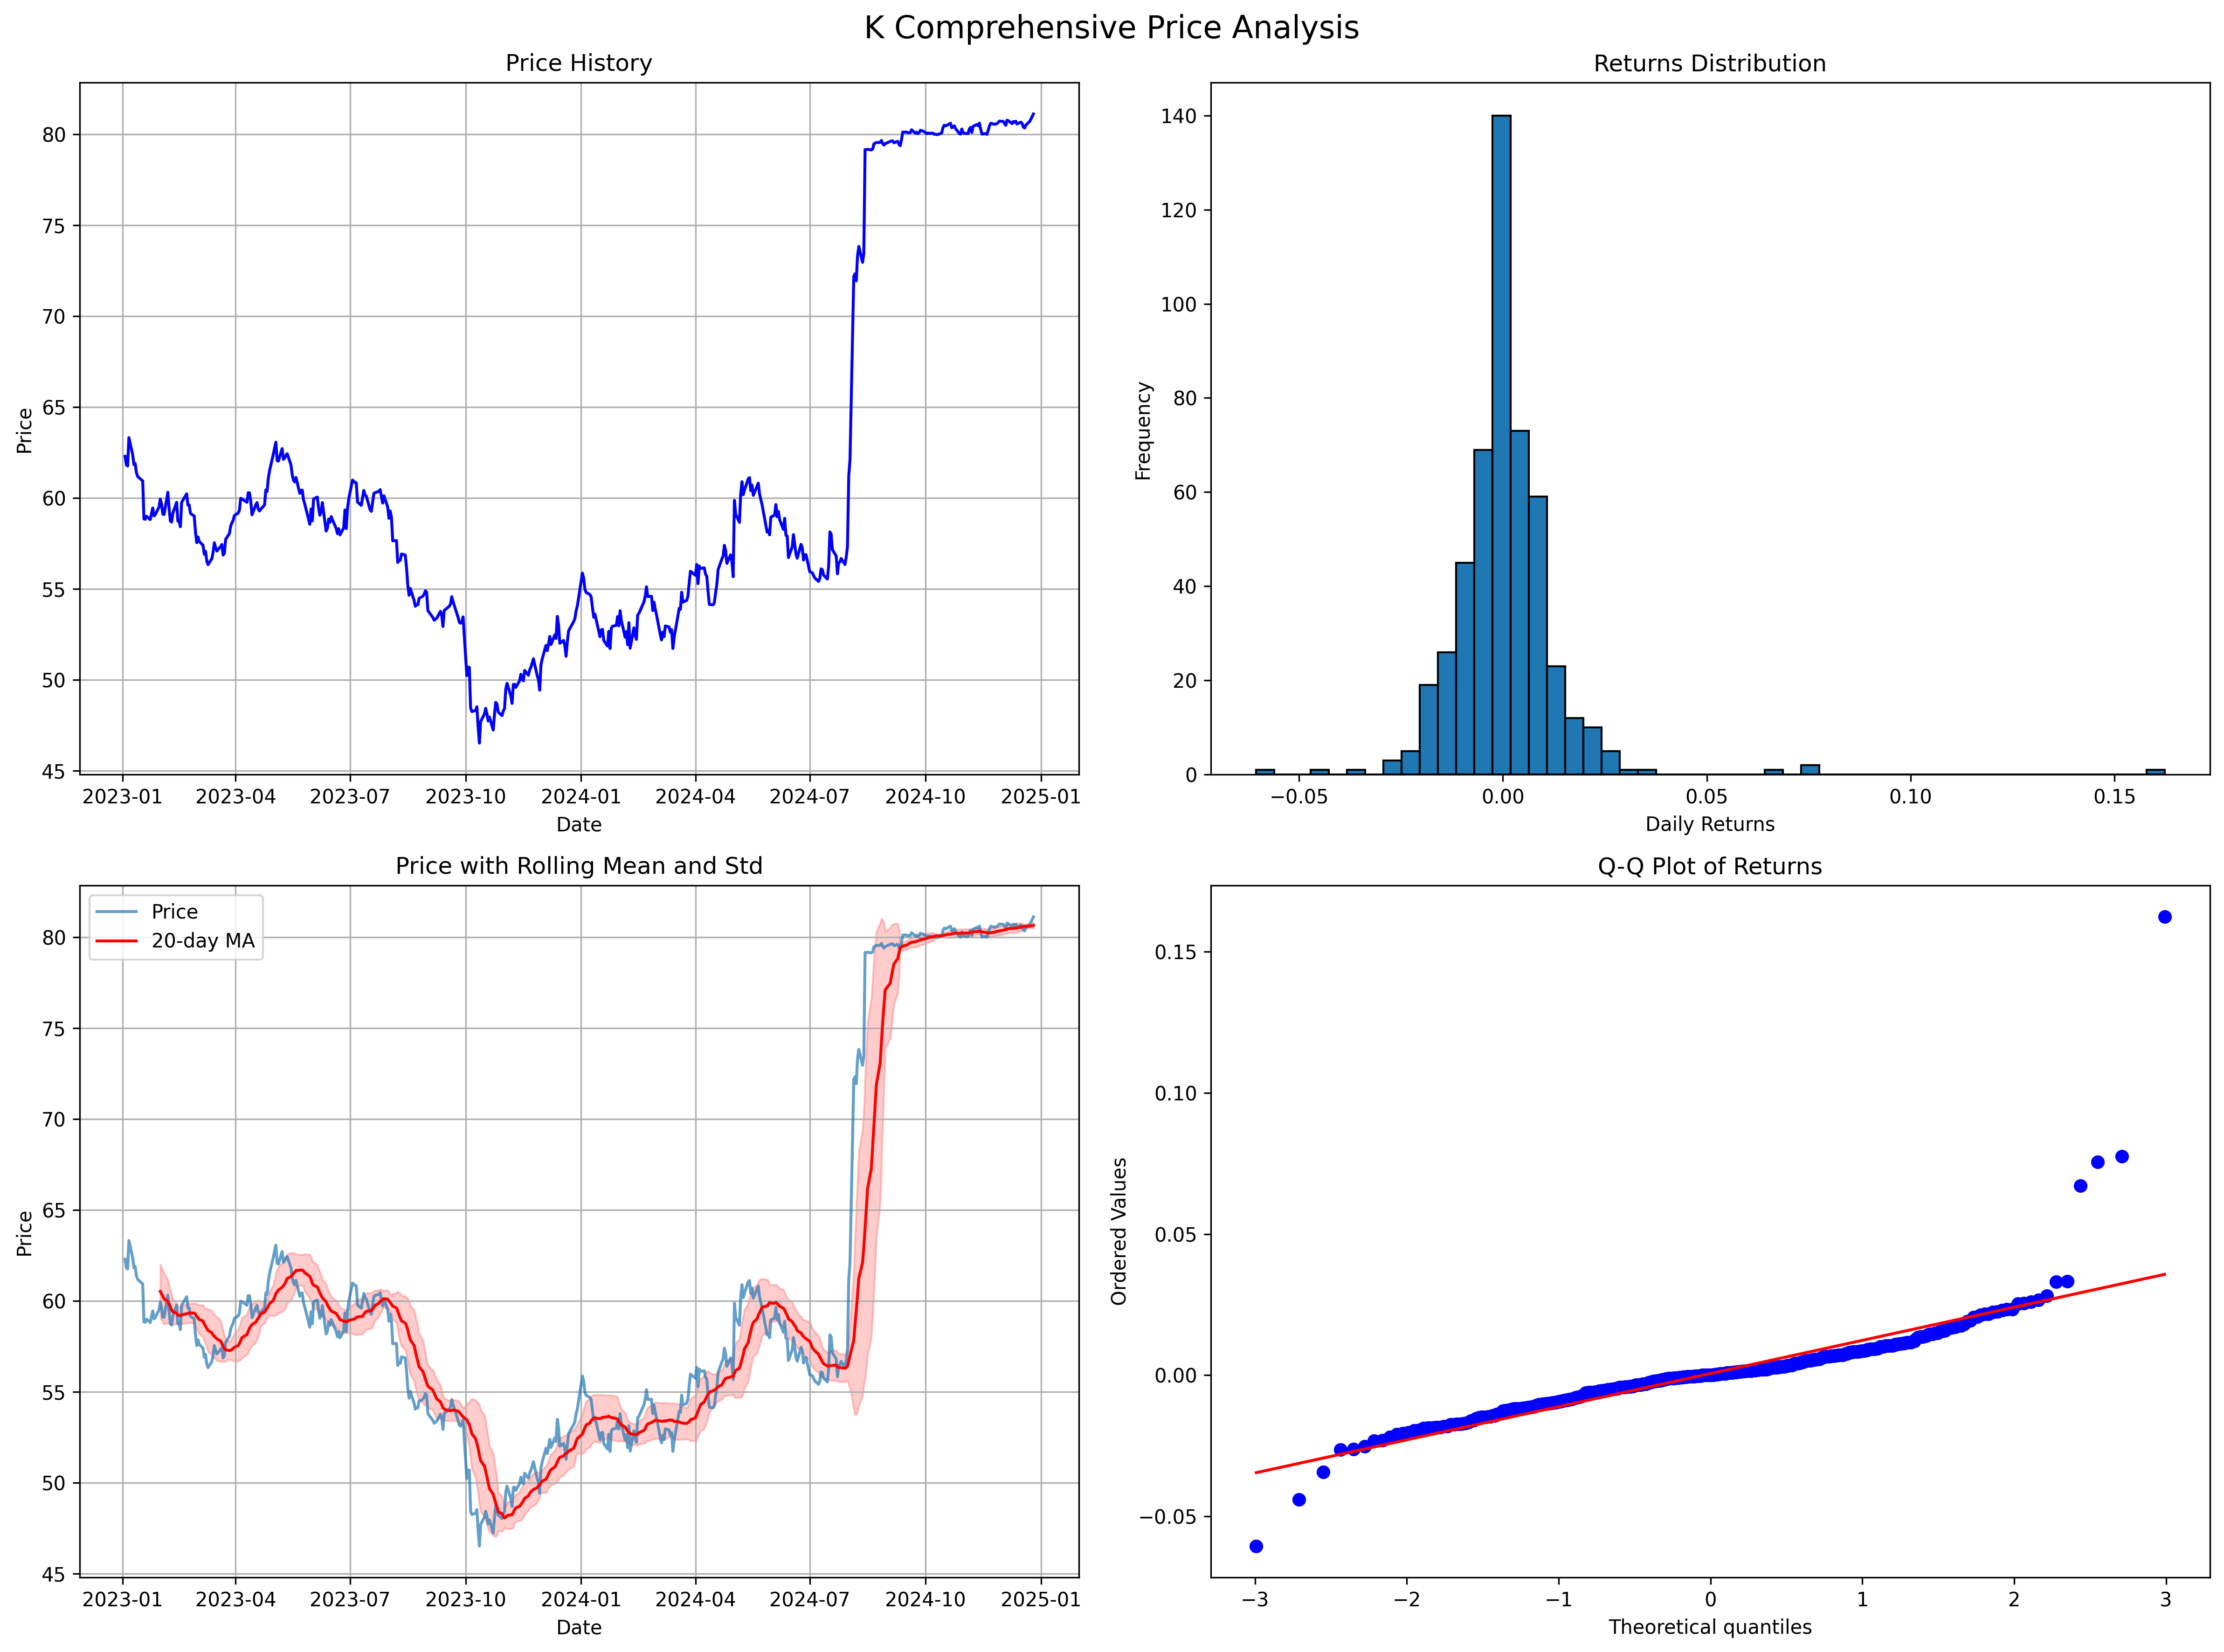 K Comprehensive Price Analysis
Price History
Price
80
75
70
65
60
55
50
45
2023-01 2023-04 2023-07 2023-10 2024-01 2024-04 2024-07 2024-10 2025-01
Date
Returns Distribution
Frequency
140
120
100
80
60
40
20
0
−0.05 0.00 0.05 0.10 0.15
Daily Returns
Price with Rolling Mean and Std
Price
20-day MA
Price
80
75
70
65
60
55
50
45
2023-01 2023-04 2023-07 2023-10 2024-01 2024-04 2024-07 2024-10 2025-01
Date
Q-Q Plot of Returns
Ordered Values
0.15
0.10
0.05
0.00
−0.05
−3 −2 −1 0 1 2 3
Theoretical quantiles